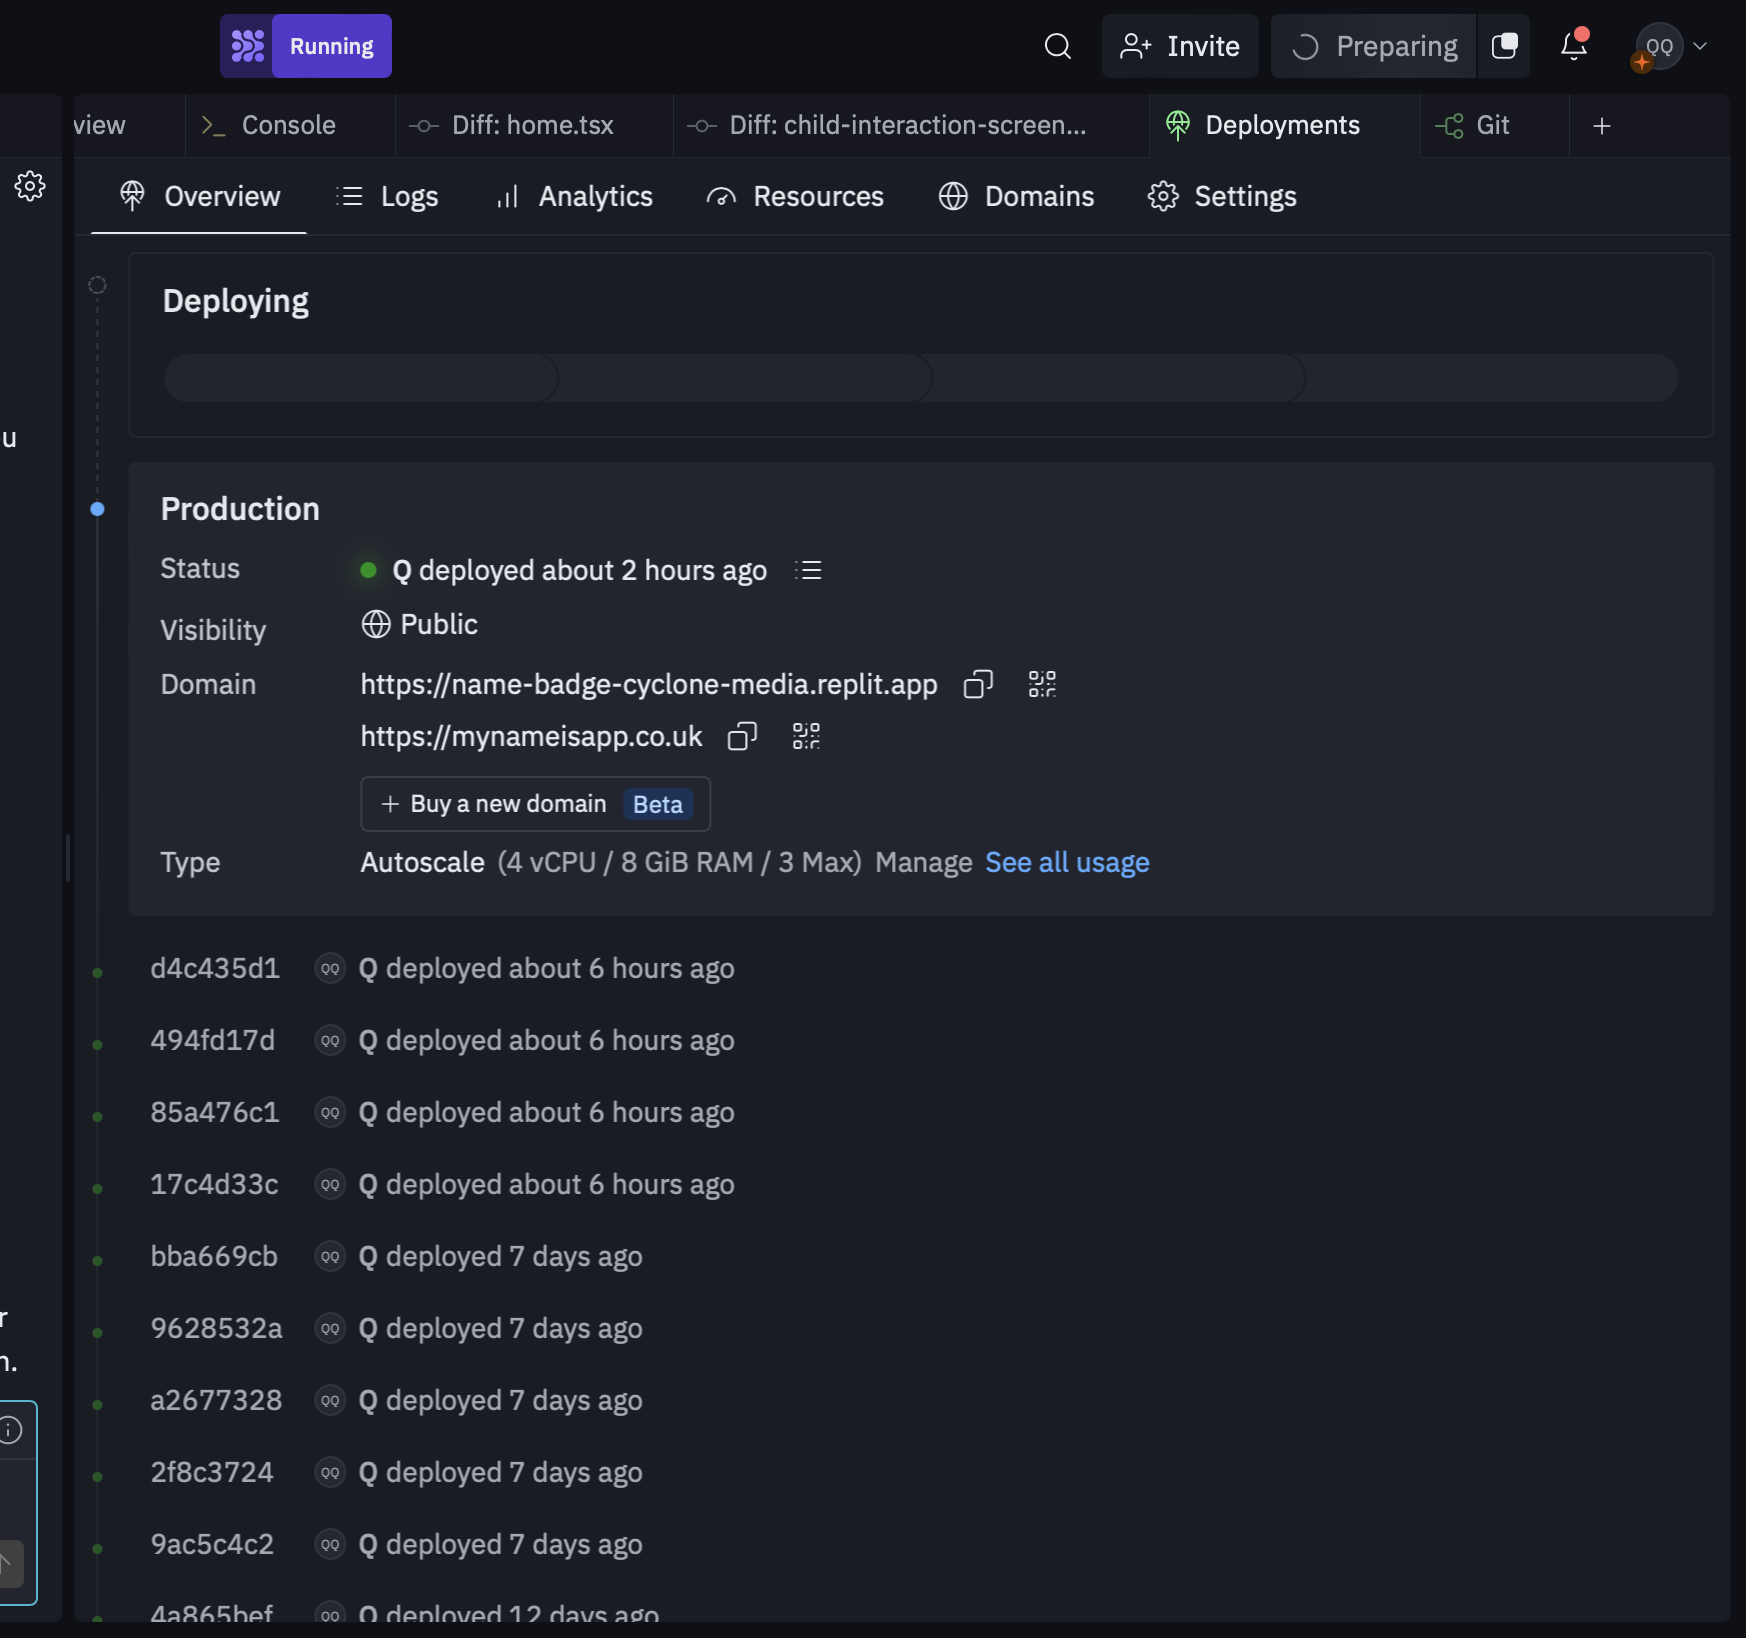 Running
Invite
Preparing
QQ
view
Console
Diff: home.tsx
Diff: child-interaction-screen...
Deployments
Git
Overview
Logs
Analytics
Resources
Domains
Settings
Deploying
Production
Status
Q deployed about 2 hours ago
Visibility
Public
Domain
https://name-badge-cyclone-media.replit.app
https://mynameisapp.co.uk
+ Buy a new domain Beta
Type
Autoscale (4 vCPU / 8 GiB RAM / 3 Max) Manage See all usage
d4c435d1 QQ Q deployed about 6 hours ago
494fd17d QQ Q deployed about 6 hours ago
85a476c1 QQ Q deployed about 6 hours ago
17c4d33c QQ Q deployed about 6 hours ago
bba669cb QQ Q deployed 7 days ago
9628532a QQ Q deployed 7 days ago
a2677328 QQ Q deployed 7 days ago
2f8c3724 QQ Q deployed 7 days ago
9ac5c4c2 QQ Q deployed 7 days ago
4a865bef QQ Q deployed 12 days ago